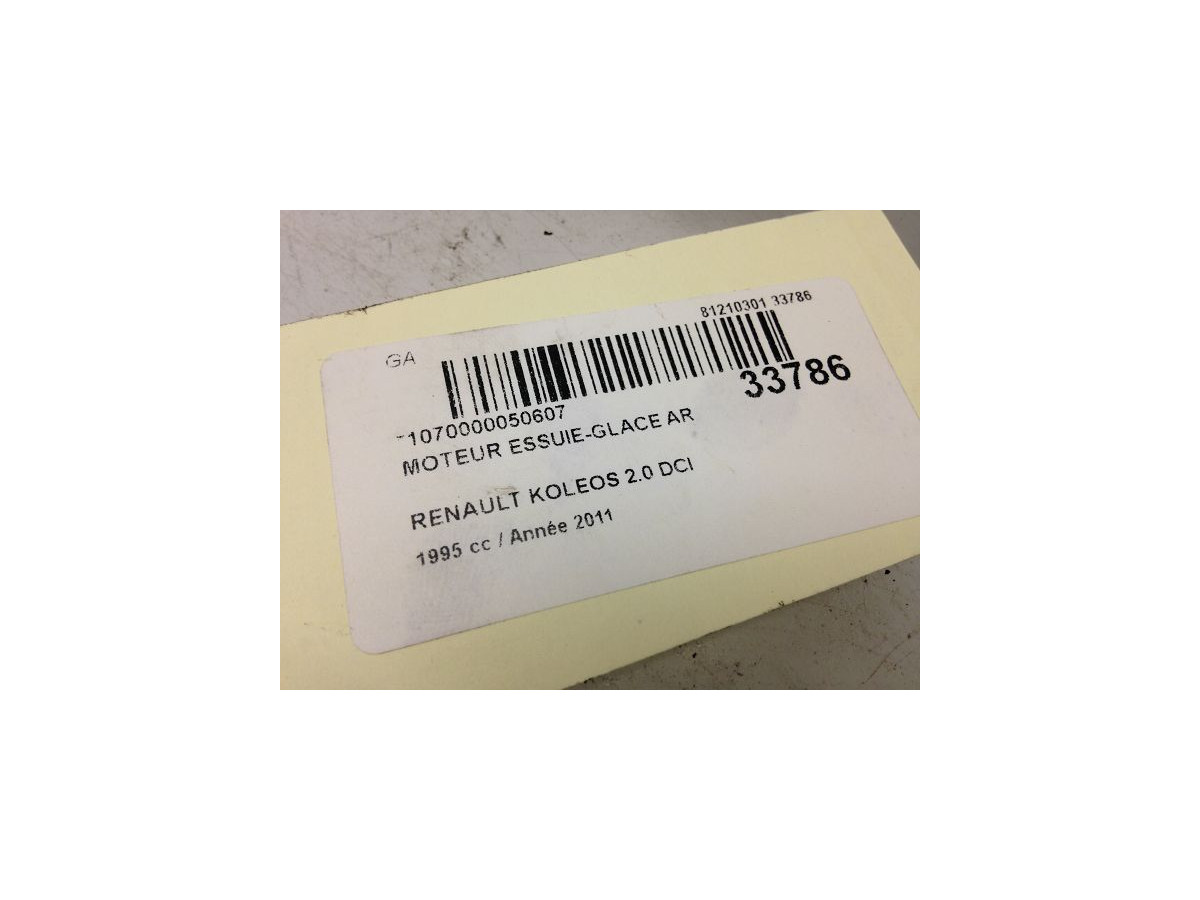 81210301 33786
GA
33786
1070000050607
MOTEUR ESSUIE-GLACE AR
RENAULT KOLEOS 2.0 DCI
1995 cc / Année 2011